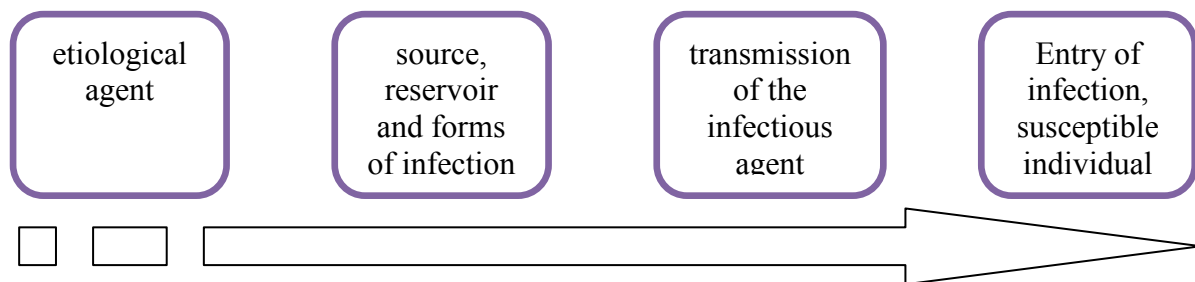 etiological
agent
source,
reservoir
and forms
of infection
transmission
of the
infectious
agent
Entry of
infection,
susceptible
individual